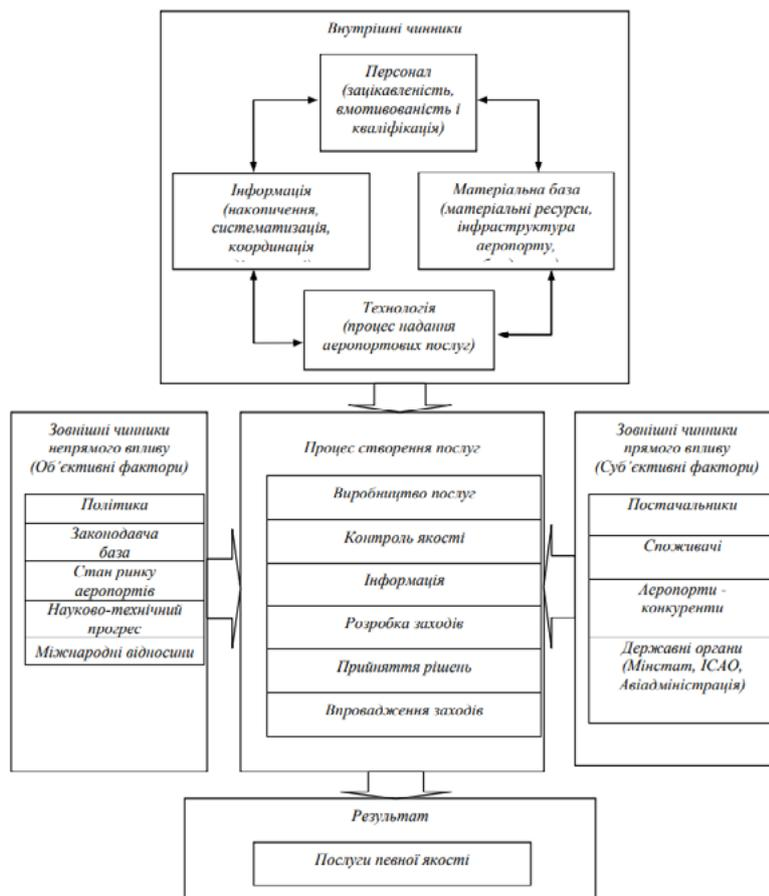 Внутрішні чинники
Персонал
(зацікавленість,
вмотивованість і
кваліфікація)
Інформація
(накопичення,
систематизація,
координація
Матеріальна база
(матеріальні ресурси,
інфраструктура
аеропорту,
Технологія
(процес надання
аеропортових послуг)
Зовнішні чинники
непрямого впливу
(Об´єктивні фактори)
Політика
Законодавча
база
Стан ринку
аеропортів
Науково-технічний
прогрес
Міжнародні відносини
Процес створення послуг
Виробництво послуг
Контроль якості
Інформація
Розробка заходів
Прийняття рішень
Впровадження заходів
Зовнішні чинники
прямого впливу
(Суб´єктивні фактори)
Постачальники
Споживачі
Аеропорти -
конкуренти
Державні органи
(Мінстат, ІСАО,
Авіадміністрація)
Результат
Послуги певної якості